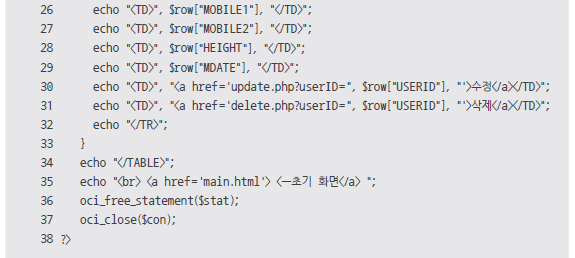 26 echo "<TD>", $row["MOBILE1"], "</TD>";
27 echo "<TD>", $row["MOBILE2"], "</TD>";
28 echo "<TD>", $row["HEIGHT"], "</TD>";
29 echo "<TD>", $row["MDATE"], "</TD>";
30 echo "<TD>", "<a href='update.php?userID=", $row["USERID"], "'>수정</a></TD>";
31 echo "<TD>", "<a href='delete.php?userID=", $row["USERID"], "'>삭제</a></TD>";
32 echo "</TR>";
33 }
34 echo "</TABLE>";
35 echo "<br> <a href='main.html'> <--초기 화면</a> ";
36 oci_free_statement($stat);
37 oci_close($con);
38 ?>